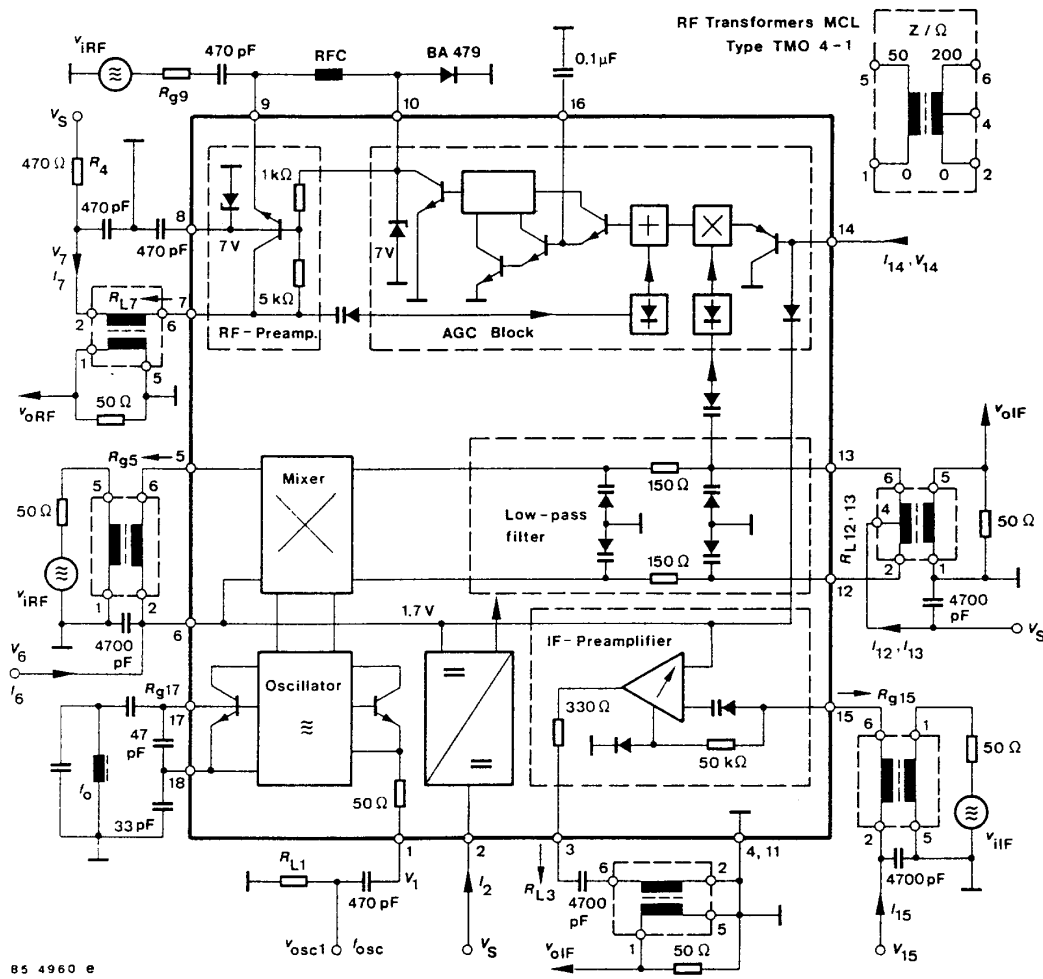 RF Transformers MCL
Type TMO 4-1
Z/Ω
50 200
5 6
4
1 2
0 0
v_iRF
470 pF
RFC
BA 479
0.1 µF
R_g9
9
10
16
V_S
470 Ω
R_4
1 kΩ
470 pF
8
470 pF
7 V
7 V
+
×
14
I_14, V_14
V_7
I_7
5 kΩ
R_L7
7
2
6
RF-Preamp.
AGC Block
1
5
50 Ω
v_oRF
v_oIF
R_g5
5
Mixer
150 Ω
13
5 6
6 5
50 Ω
4
50 Ω
Low-pass
filter
R_L12, 13
v_iRF
150 Ω
2 1
1 2
12
4700
pF
1.7 V
4700
pF
6
V_S
V_6
IF-Preamplifier
I_12, I_13
I_6
R_g17
Oscillator
≋
330 Ω
R_g15
17
15
47
pF
6 1
50 Ω
f_o
18
50 kΩ
50 Ω
33 pF
v_iIF
2 5
1
2
3
4, 11
4700 pF
R_L1
V_1
I_2
R_L3
6
2
470 pF
4700
pF
5
I_15
1
v_osc1
f_osc
V_S
v_oIF
50 Ω
V_15
85 4960 e